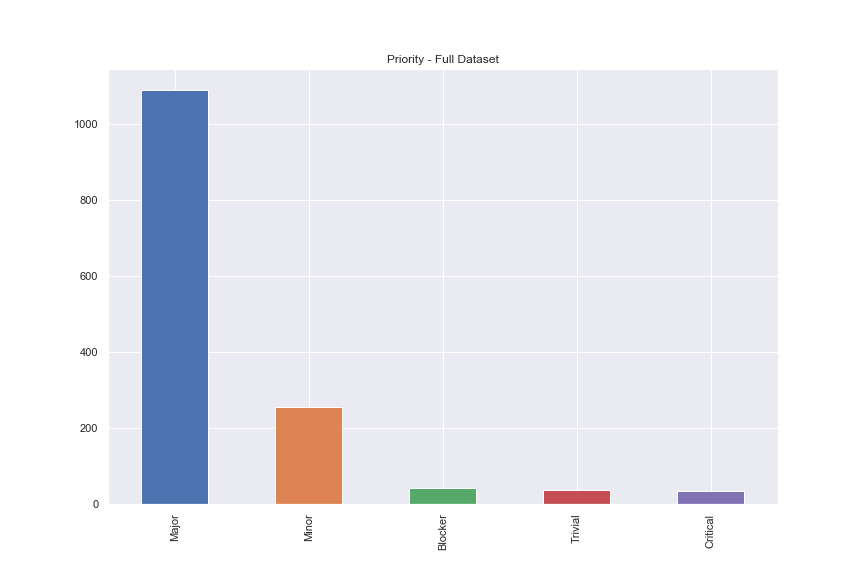 Priority - Full Dataset
1000
800
600
400
200
0
Major
Minor
Blocker
Trivial
Critical